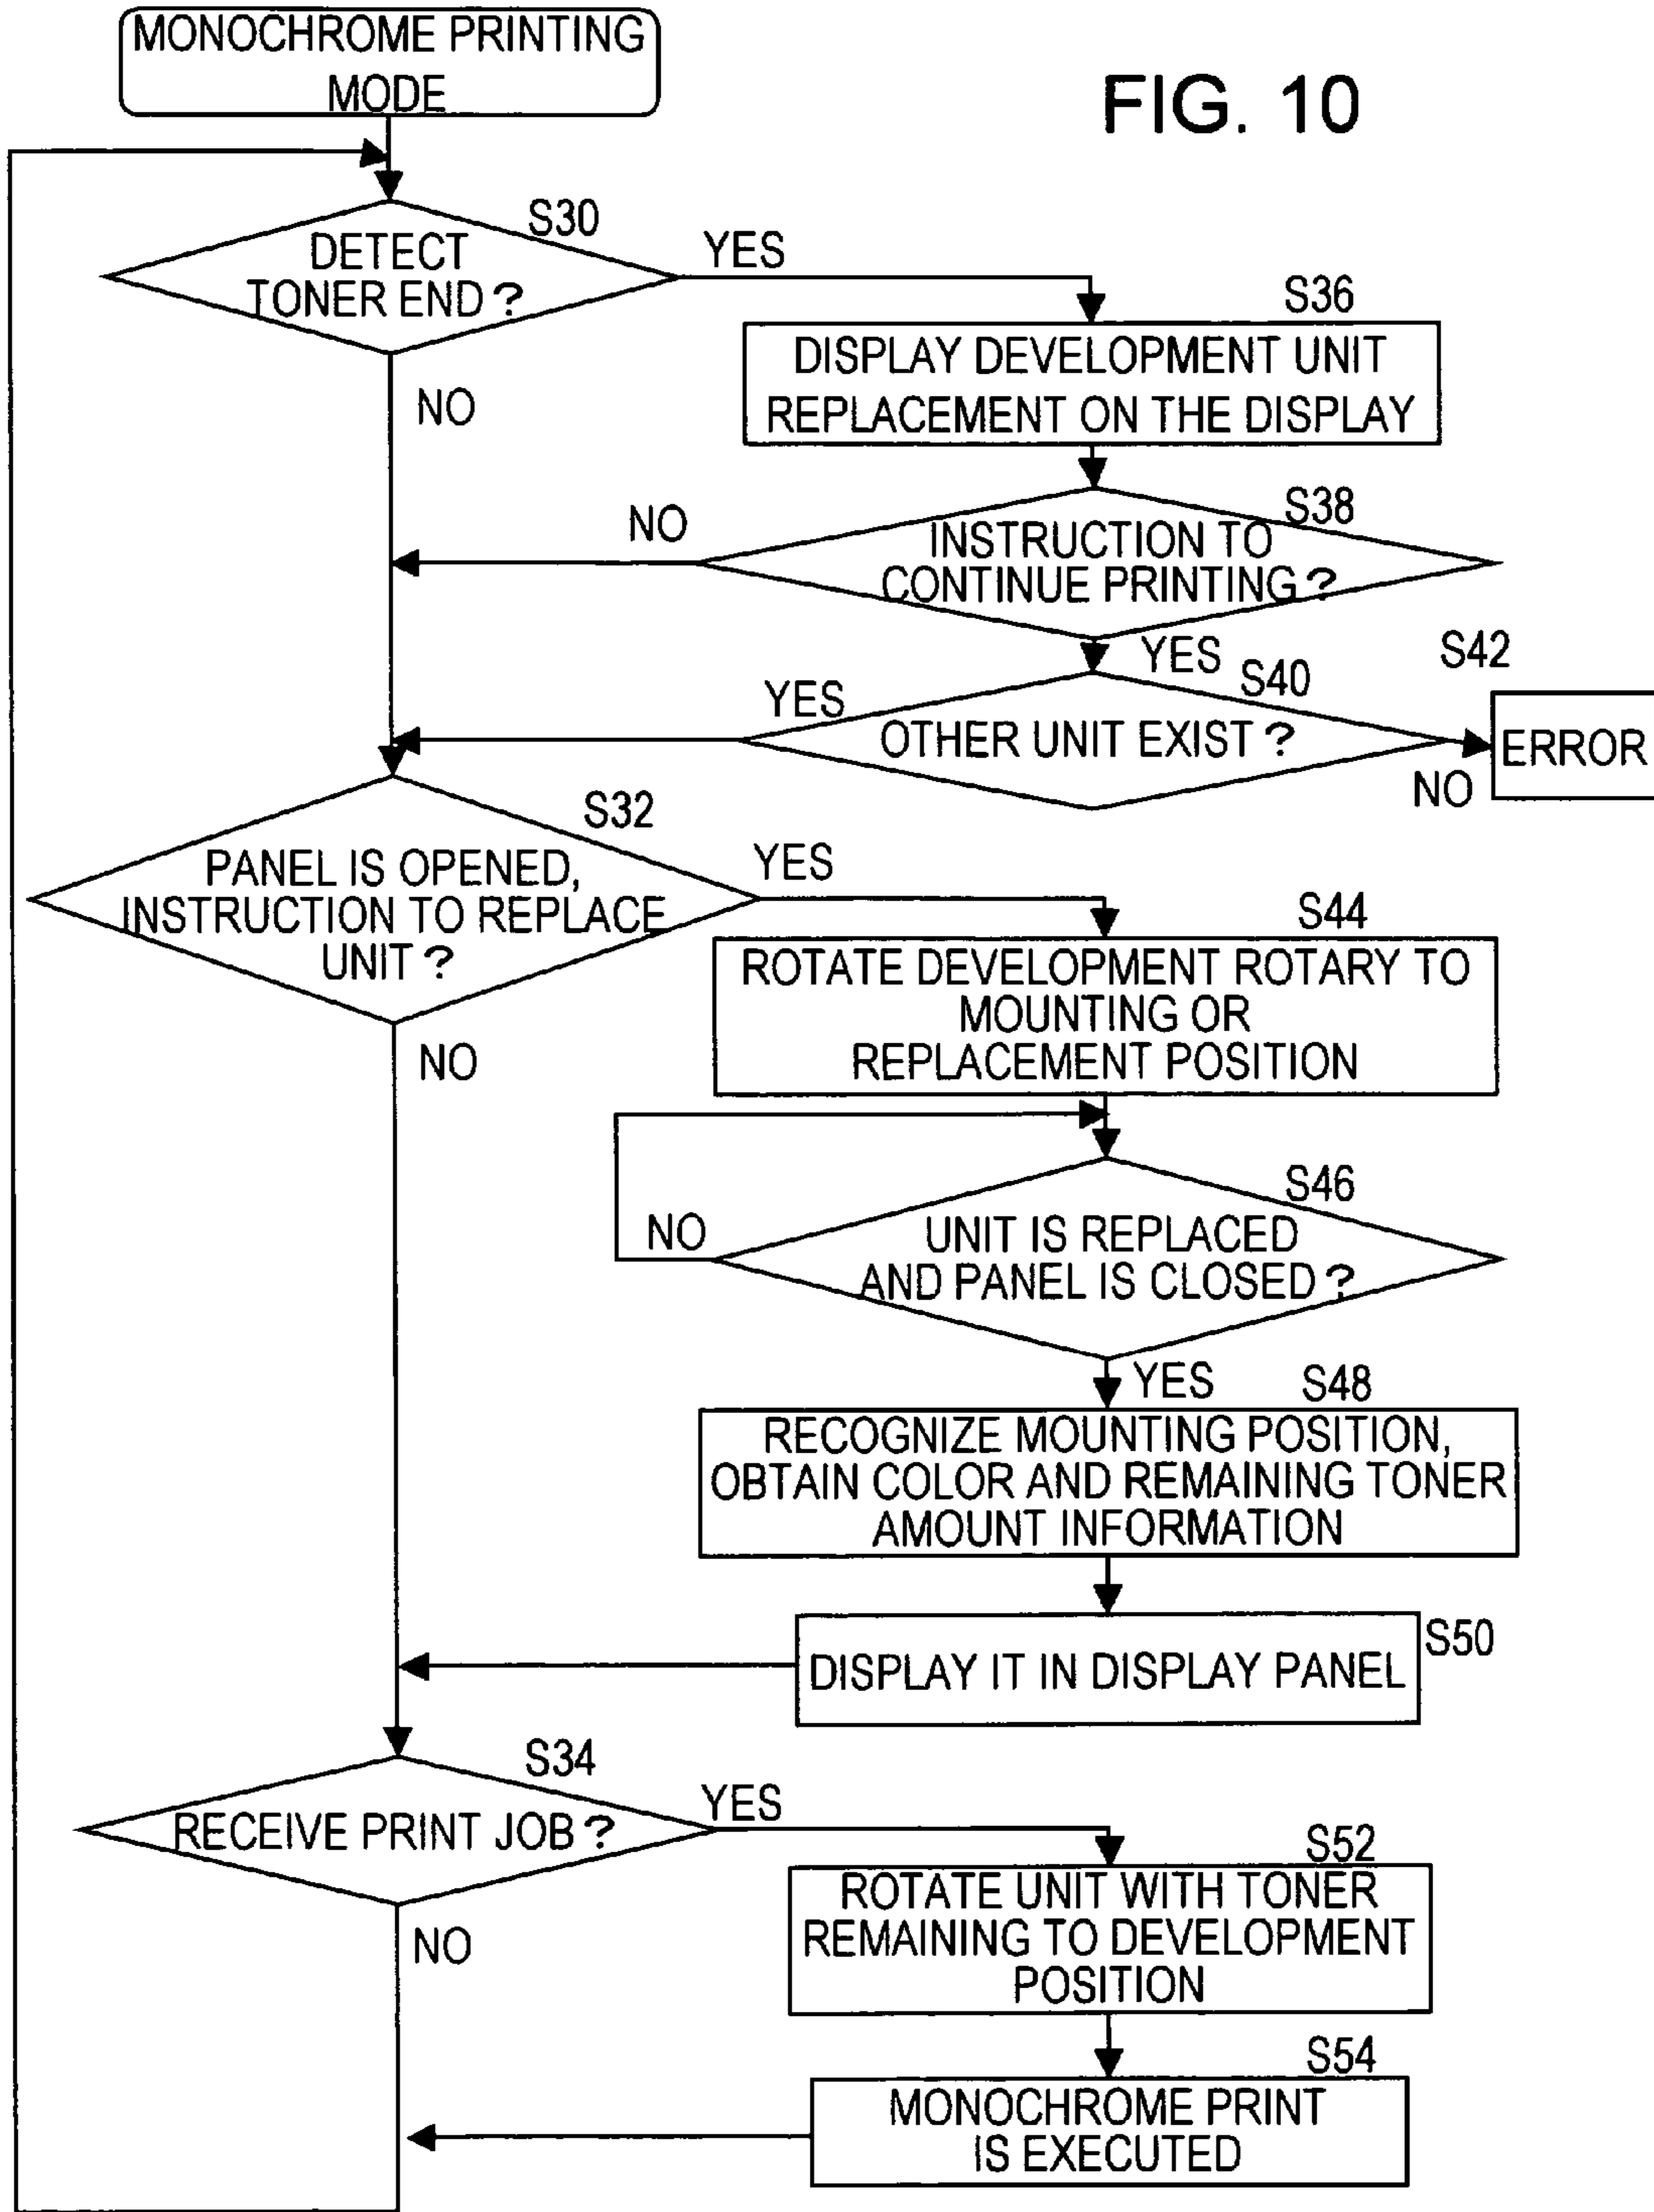 MONOCHROME PRINTING
MODE
FIG. 10
S30
DETECT
TONER END ?
YES
NO
S36
DISPLAY DEVELOPMENT UNIT
REPLACEMENT ON THE DISPLAY
S38
INSTRUCTION TO
CONTINUE PRINTING ?
NO
YES
S40
OTHER UNIT EXIST ?
YES
NO
S42
ERROR
S32
PANEL IS OPENED,
INSTRUCTION TO REPLACE
UNIT ?
YES
NO
S44
ROTATE DEVELOPMENT ROTARY TO
MOUNTING OR
REPLACEMENT POSITION
S46
UNIT IS REPLACED
AND PANEL IS CLOSED ?
NO
YES
S48
RECOGNIZE MOUNTING POSITION,
OBTAIN COLOR AND REMAINING TONER
AMOUNT INFORMATION
S50
DISPLAY IT IN DISPLAY PANEL
S34
RECEIVE PRINT JOB ?
YES
NO
S52
ROTATE UNIT WITH TONER
REMAINING TO DEVELOPMENT
POSITION
S54
MONOCHROME PRINT
IS EXECUTED